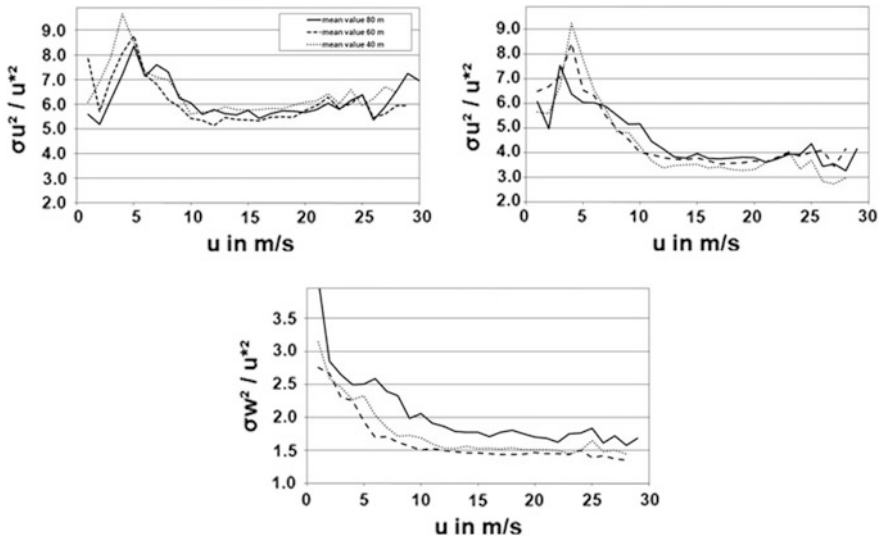 mean value 80 m
mean value 60 m
mean value 40 m
σu² / u*²
9.0
8.0
7.0
6.0
5.0
4.0
3.0
2.0
0 5 10 15 20 25 30
u in m/s
σu² / u*²
9.0
8.0
7.0
6.0
5.0
4.0
3.0
2.0
0 5 10 15 20 25 30
u in m/s
σw² / u*²
3.5
3.0
2.5
2.0
1.5
1.0
0 5 10 15 20 25 30
u in m/s